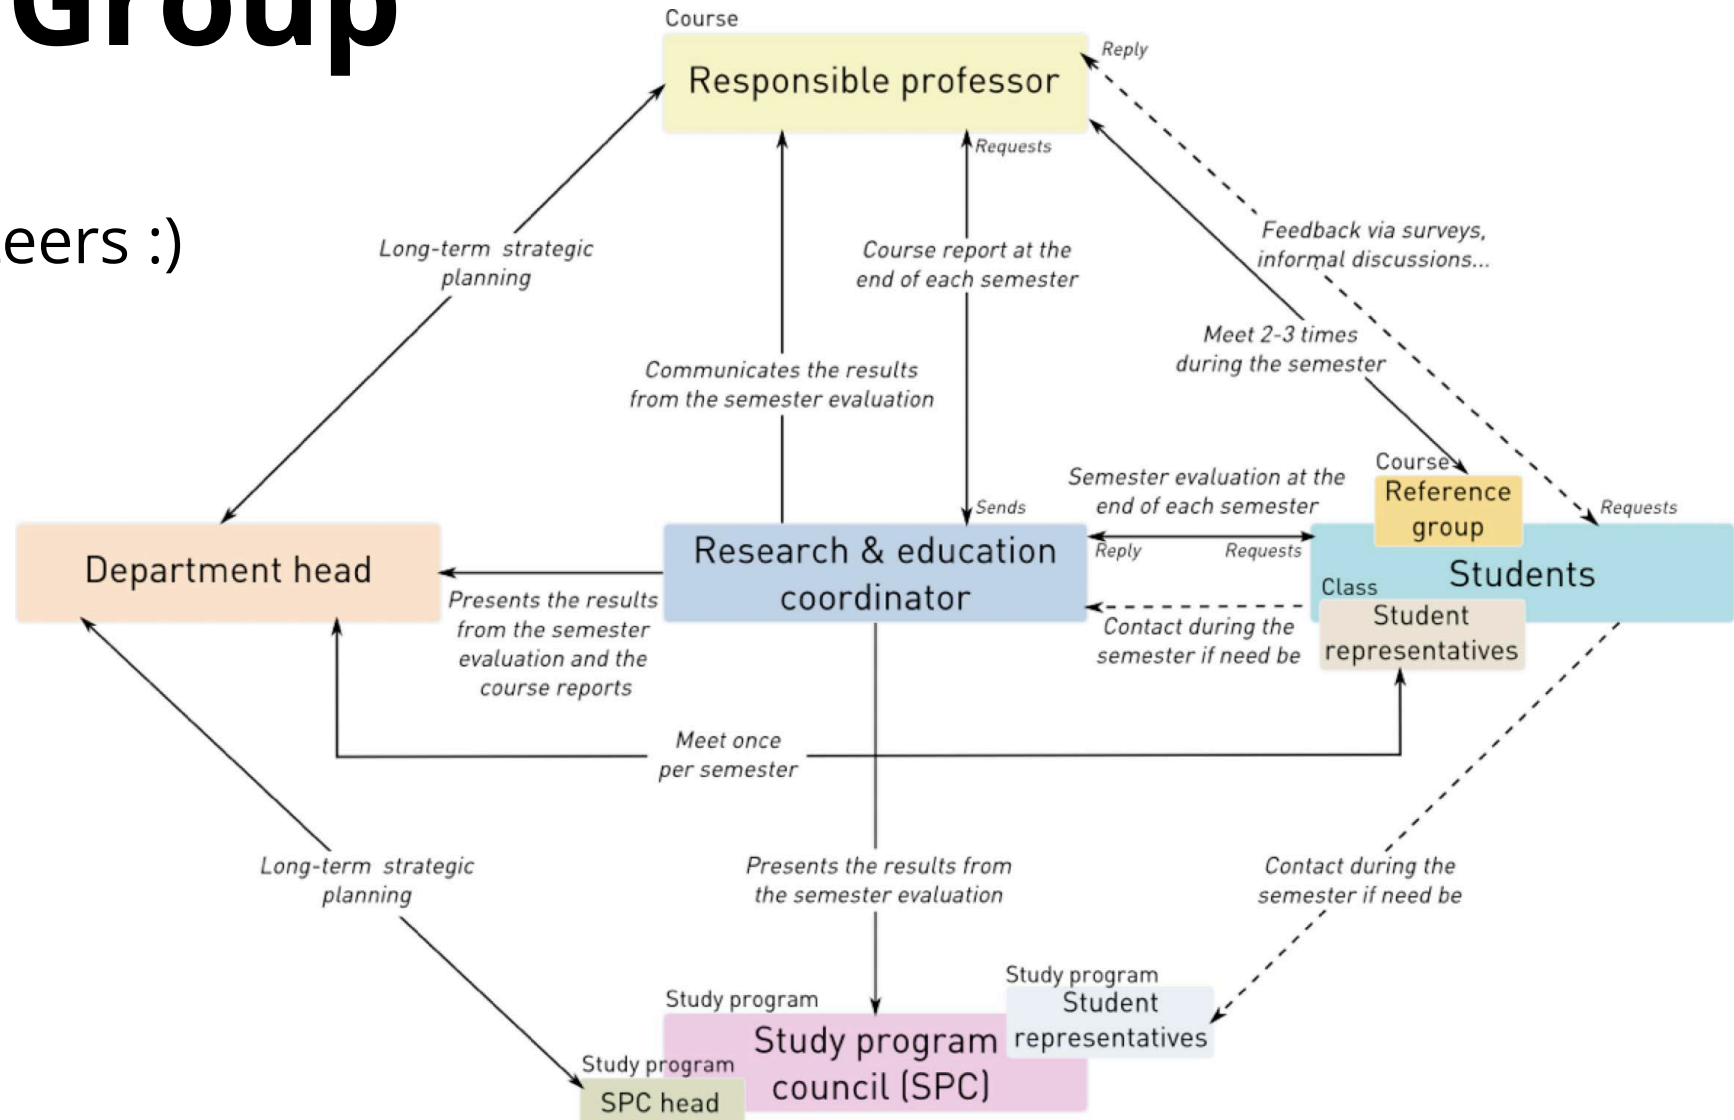 Group
Course
Responsible professor
Reply
Requests
eers :)
Long-term strategic
planning
Course report at the
end of each semester
Feedback via surveys,
informal discussions...
Meet 2-3 times
during the semester
Communicates the results
from the semester evaluation
Semester evaluation at the
end of each semester
Course
Reference
group
Sends
Requests
Department head
Research & education
coordinator
Reply
Requests
Students
Class
Student
representatives
Presents the results
from the semester
evaluation and the
course reports
Contact during the
semester if need be
Meet once
per semester
Long-term strategic
planning
Presents the results from
the semester evaluation
Contact during the
semester if need be
Study program
Study program
Student
representatives
Study program
council (SPC)
Study program
SPC head